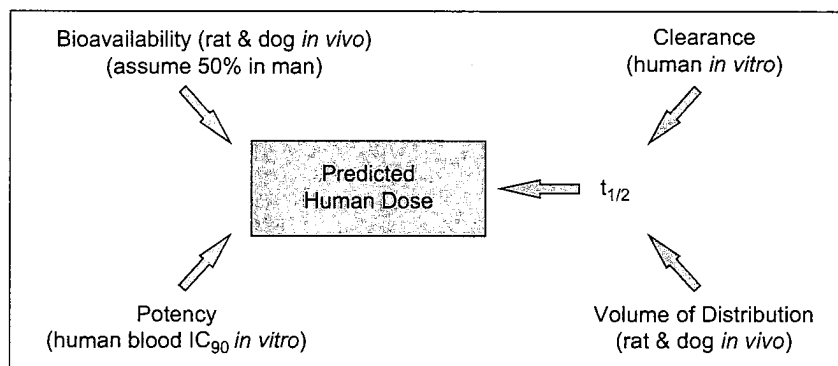 Bioavailability (rat & dog in vivo)
(assume 50% in man)
Clearance
(human in vitro)
Predicted
Human Dose
t1/2
Potency
(human blood IC90 in vitro)
Volume of Distribution
(rat & dog in vivo)